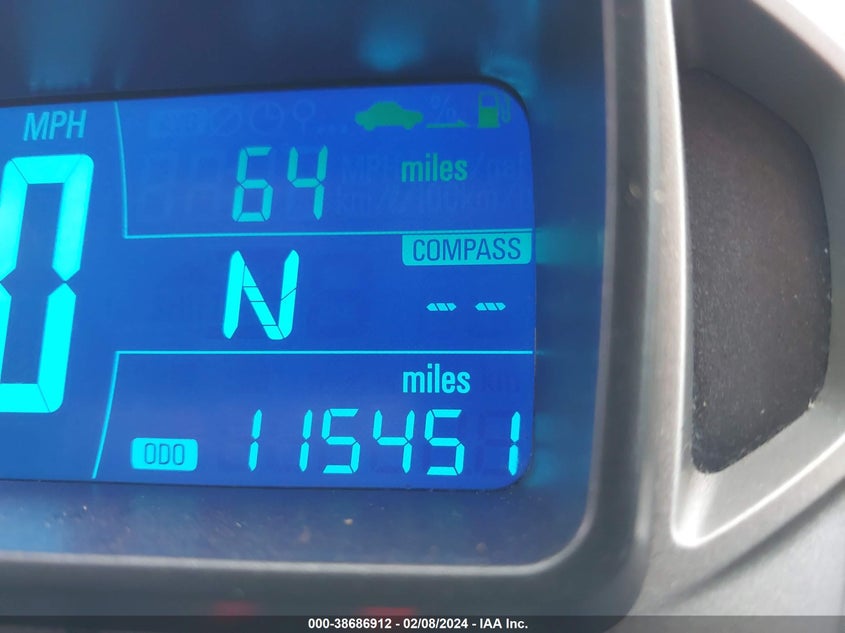 MPH
64 miles
COMPASS
N --
miles
ODO 115451
000-38686912 - 02/08/2024 - IAA Inc.